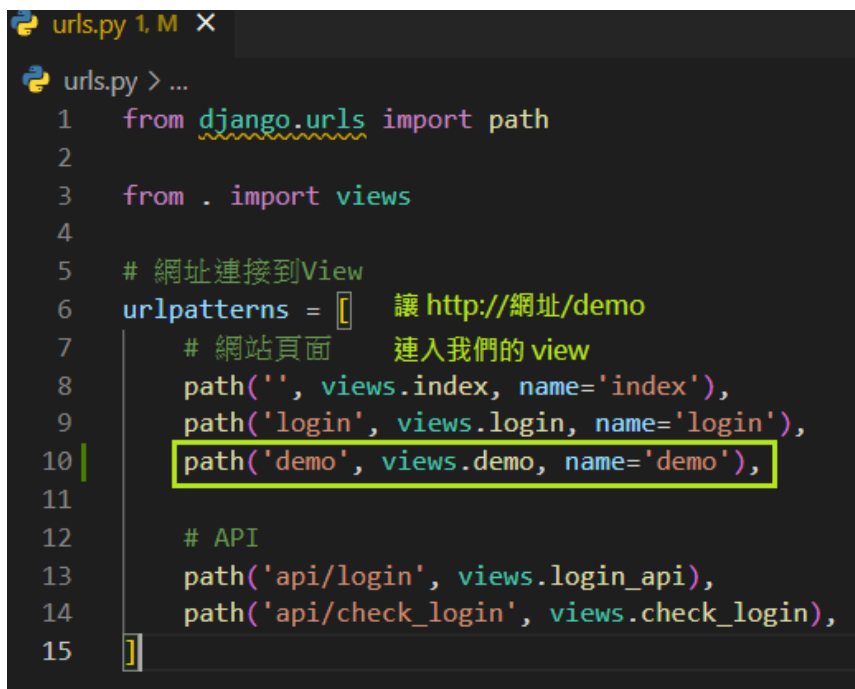 urls.py 1, M ×
urls.py > ...
1 from django.urls import path
2
3 from . import views
4
5 # 網址連接到View
6 urlpatterns = [ 讓 http://網址/demo
7 # 網站頁面 連入我們的 view
8 path('', views.index, name='index'),
9 path('login', views.login, name='login'),
10 path('demo', views.demo, name='demo'),
11
12 # API
13 path('api/login', views.login_api),
14 path('api/check_login', views.check_login),
15 ]